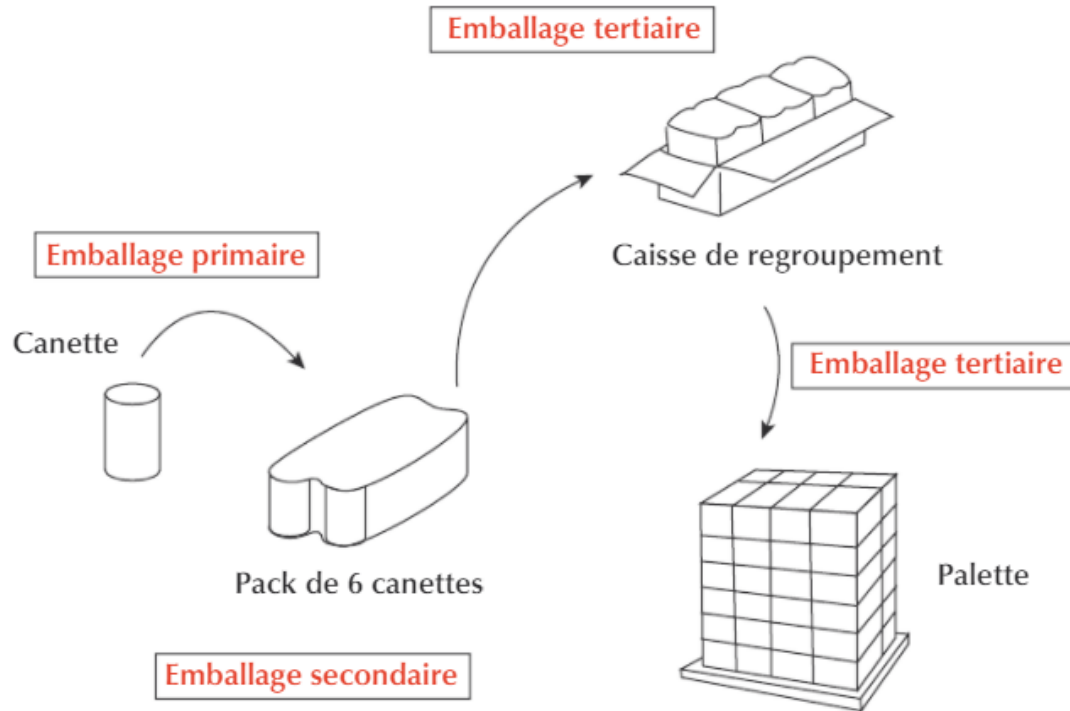 Emballage tertiaire
Caisse de regroupement
Emballage primaire
Canette
Emballage tertiaire
Pack de 6 canettes
Palette
Emballage secondaire